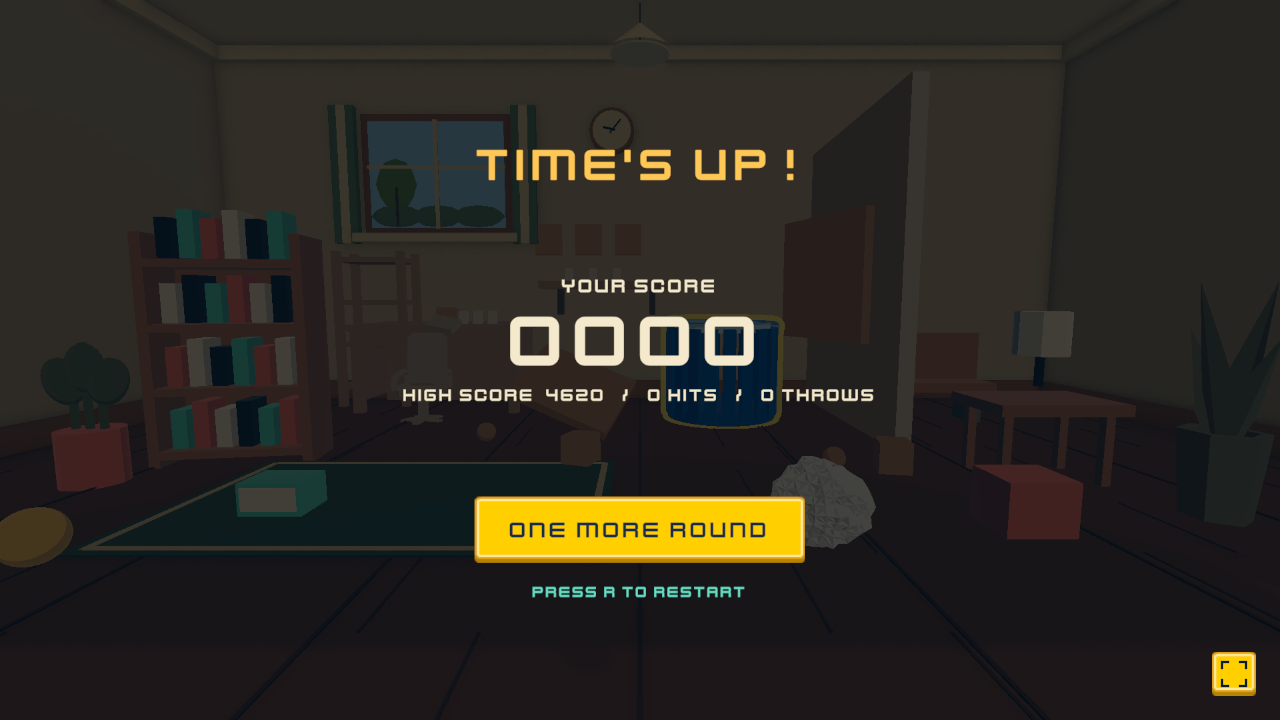 TIME'S UP !
YOUR SCORE
0000
HIGH SCORE 4620 / 0 HITS / 0 THROWS
ONE MORE ROUND
PRESS R TO RESTART